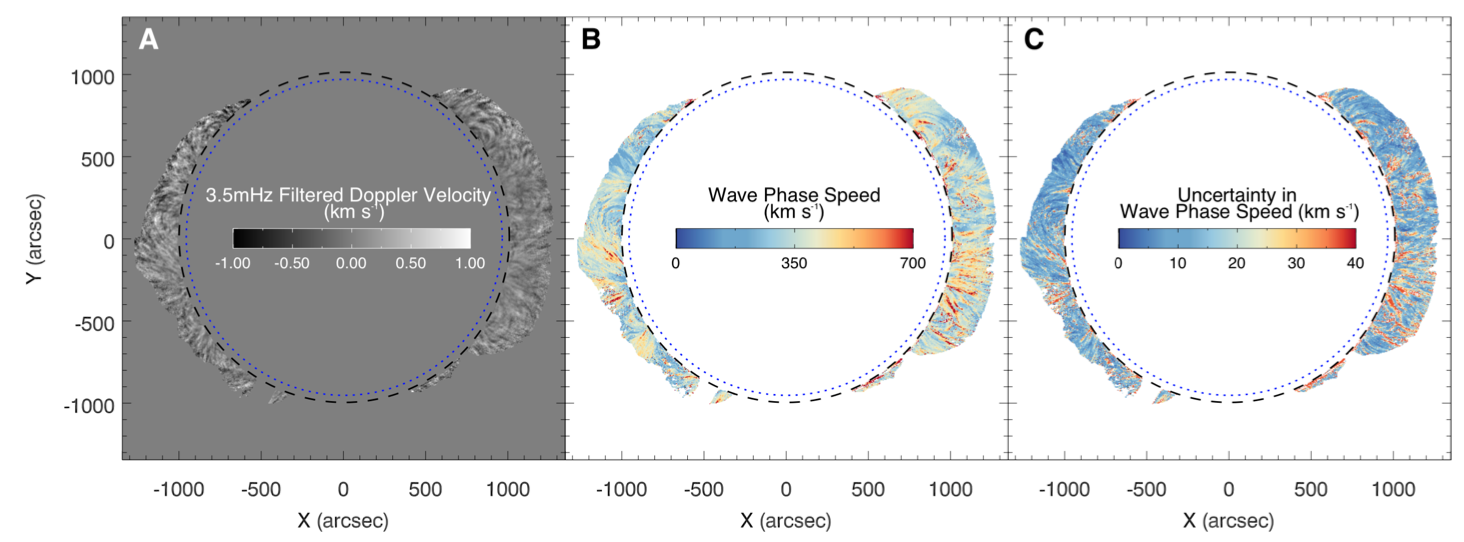 A
B
C
1000
500
0
-500
-1000
Y (arcsec)
3.5mHz Filtered Doppler Velocity
(km s⁻¹)
-1.00 -0.50 0.00 0.50 1.00
Wave Phase Speed
(km s⁻¹)
0 350 700
Uncertainty in
Wave Phase Speed (km s⁻¹)
0 10 20 30 40
-1000 -500 0 500 1000
-1000 -500 0 500 1000
-1000 -500 0 500 1000
X (arcsec)
X (arcsec)
X (arcsec)